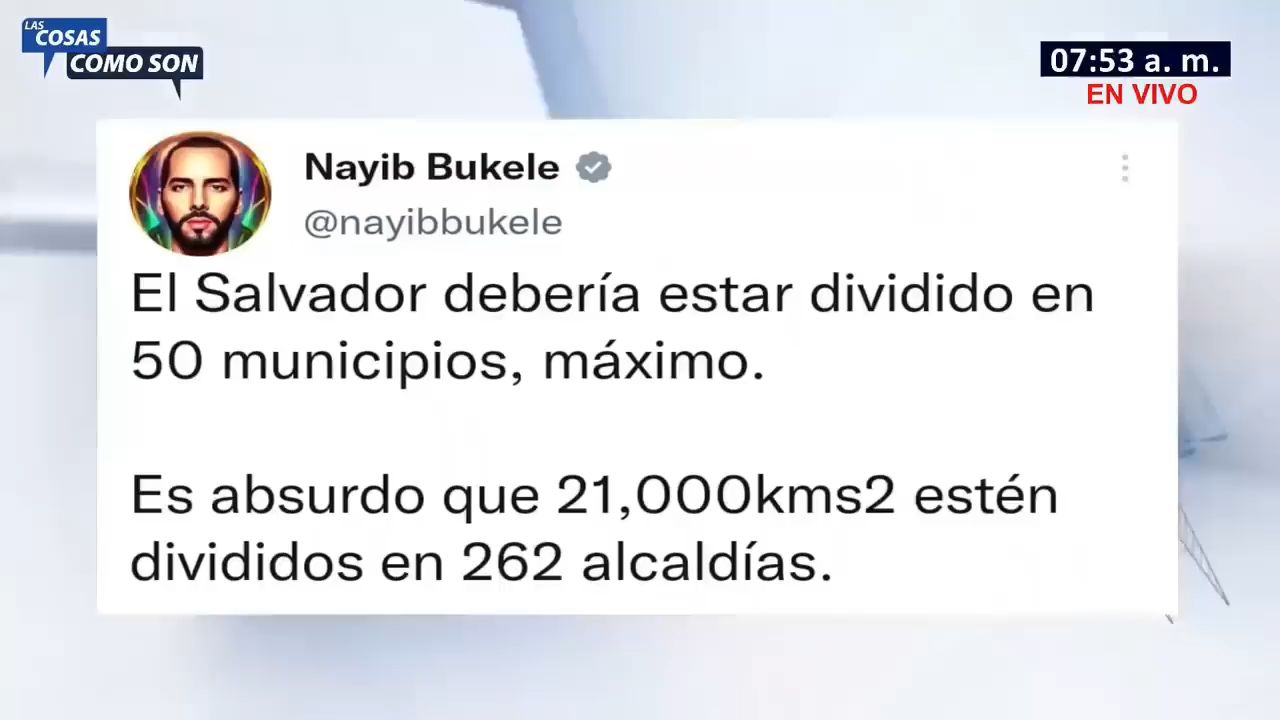 LAS
COSAS
COMO SON
07:53 a. m.
EN VIVO
Nayib Bukele
@nayibbukele
El Salvador debería estar dividido en
50 municipios, máximo.
Es absurdo que 21,000kms2 estén
divididos en 262 alcaldías.